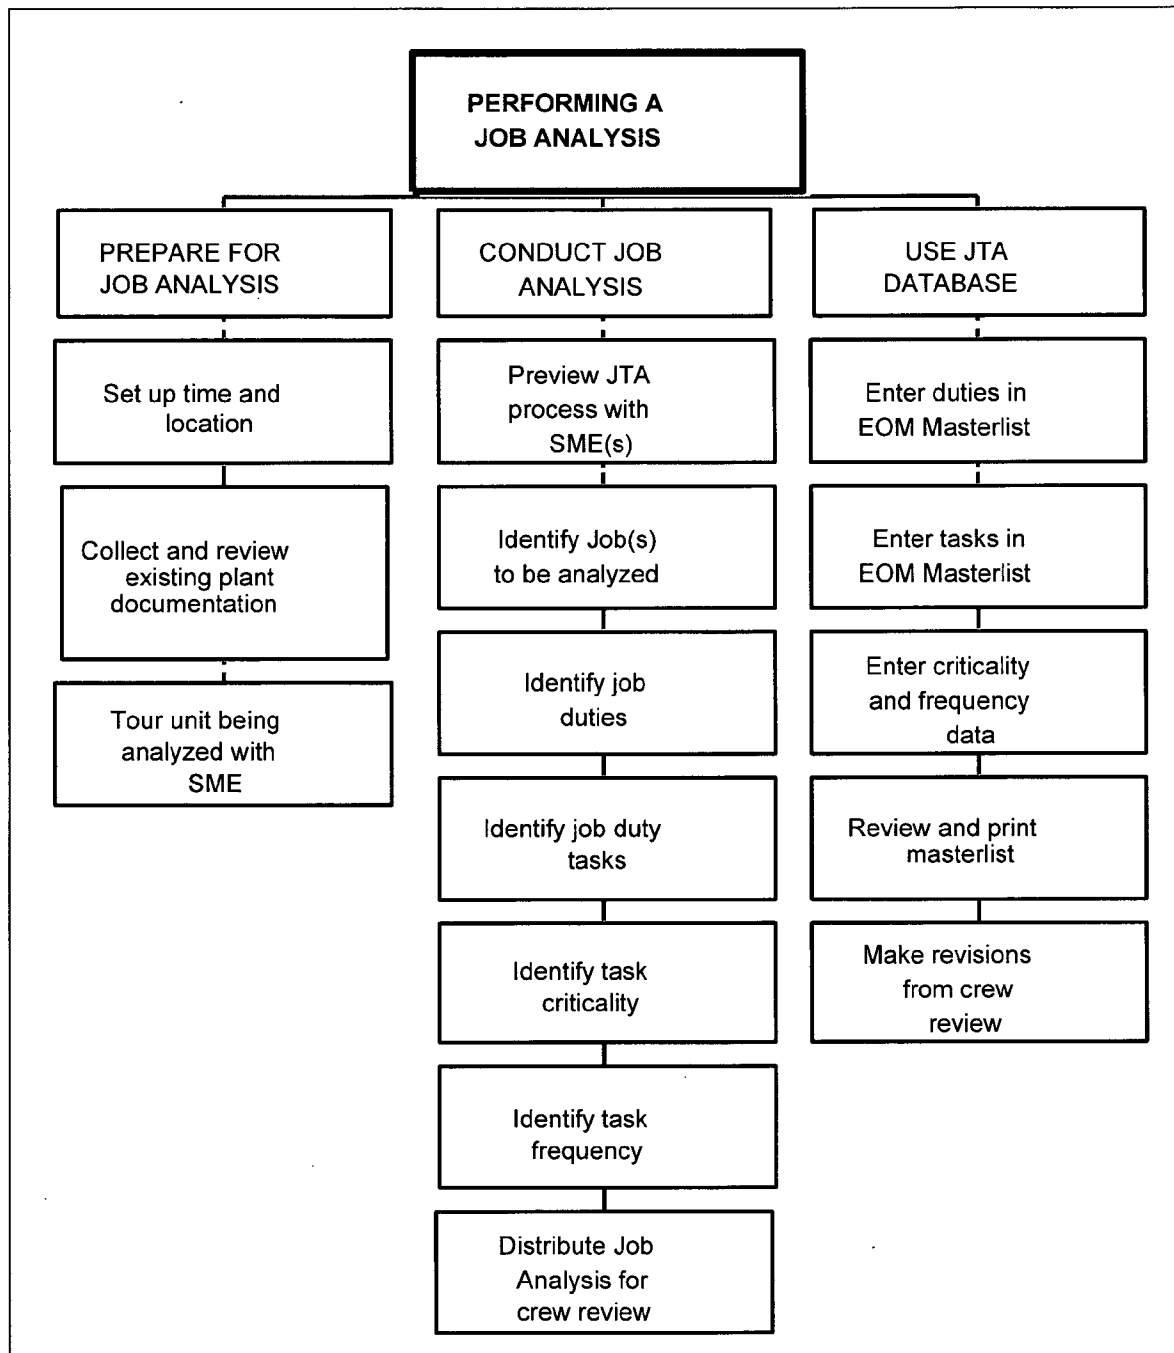 PERFORMING A
JOB ANALYSIS
PREPARE FOR
JOB ANALYSIS
Set up time and
location
Collect and review
existing plant
documentation
Tour unit being
analyzed with
SME
CONDUCT JOB
ANALYSIS
Preview JTA
process with
SME(s)
Identify Job(s)
to be analyzed
Identify job
duties
Identify job duty
tasks
Identify task
criticality
Identify task
frequency
Distribute Job
Analysis for
crew review
USE JTA
DATABASE
Enter duties in
EOM Masterlist
Enter tasks in
EOM Masterlist
Enter criticality
and frequency
data
Review and print
masterlist
Make revisions
from crew
review